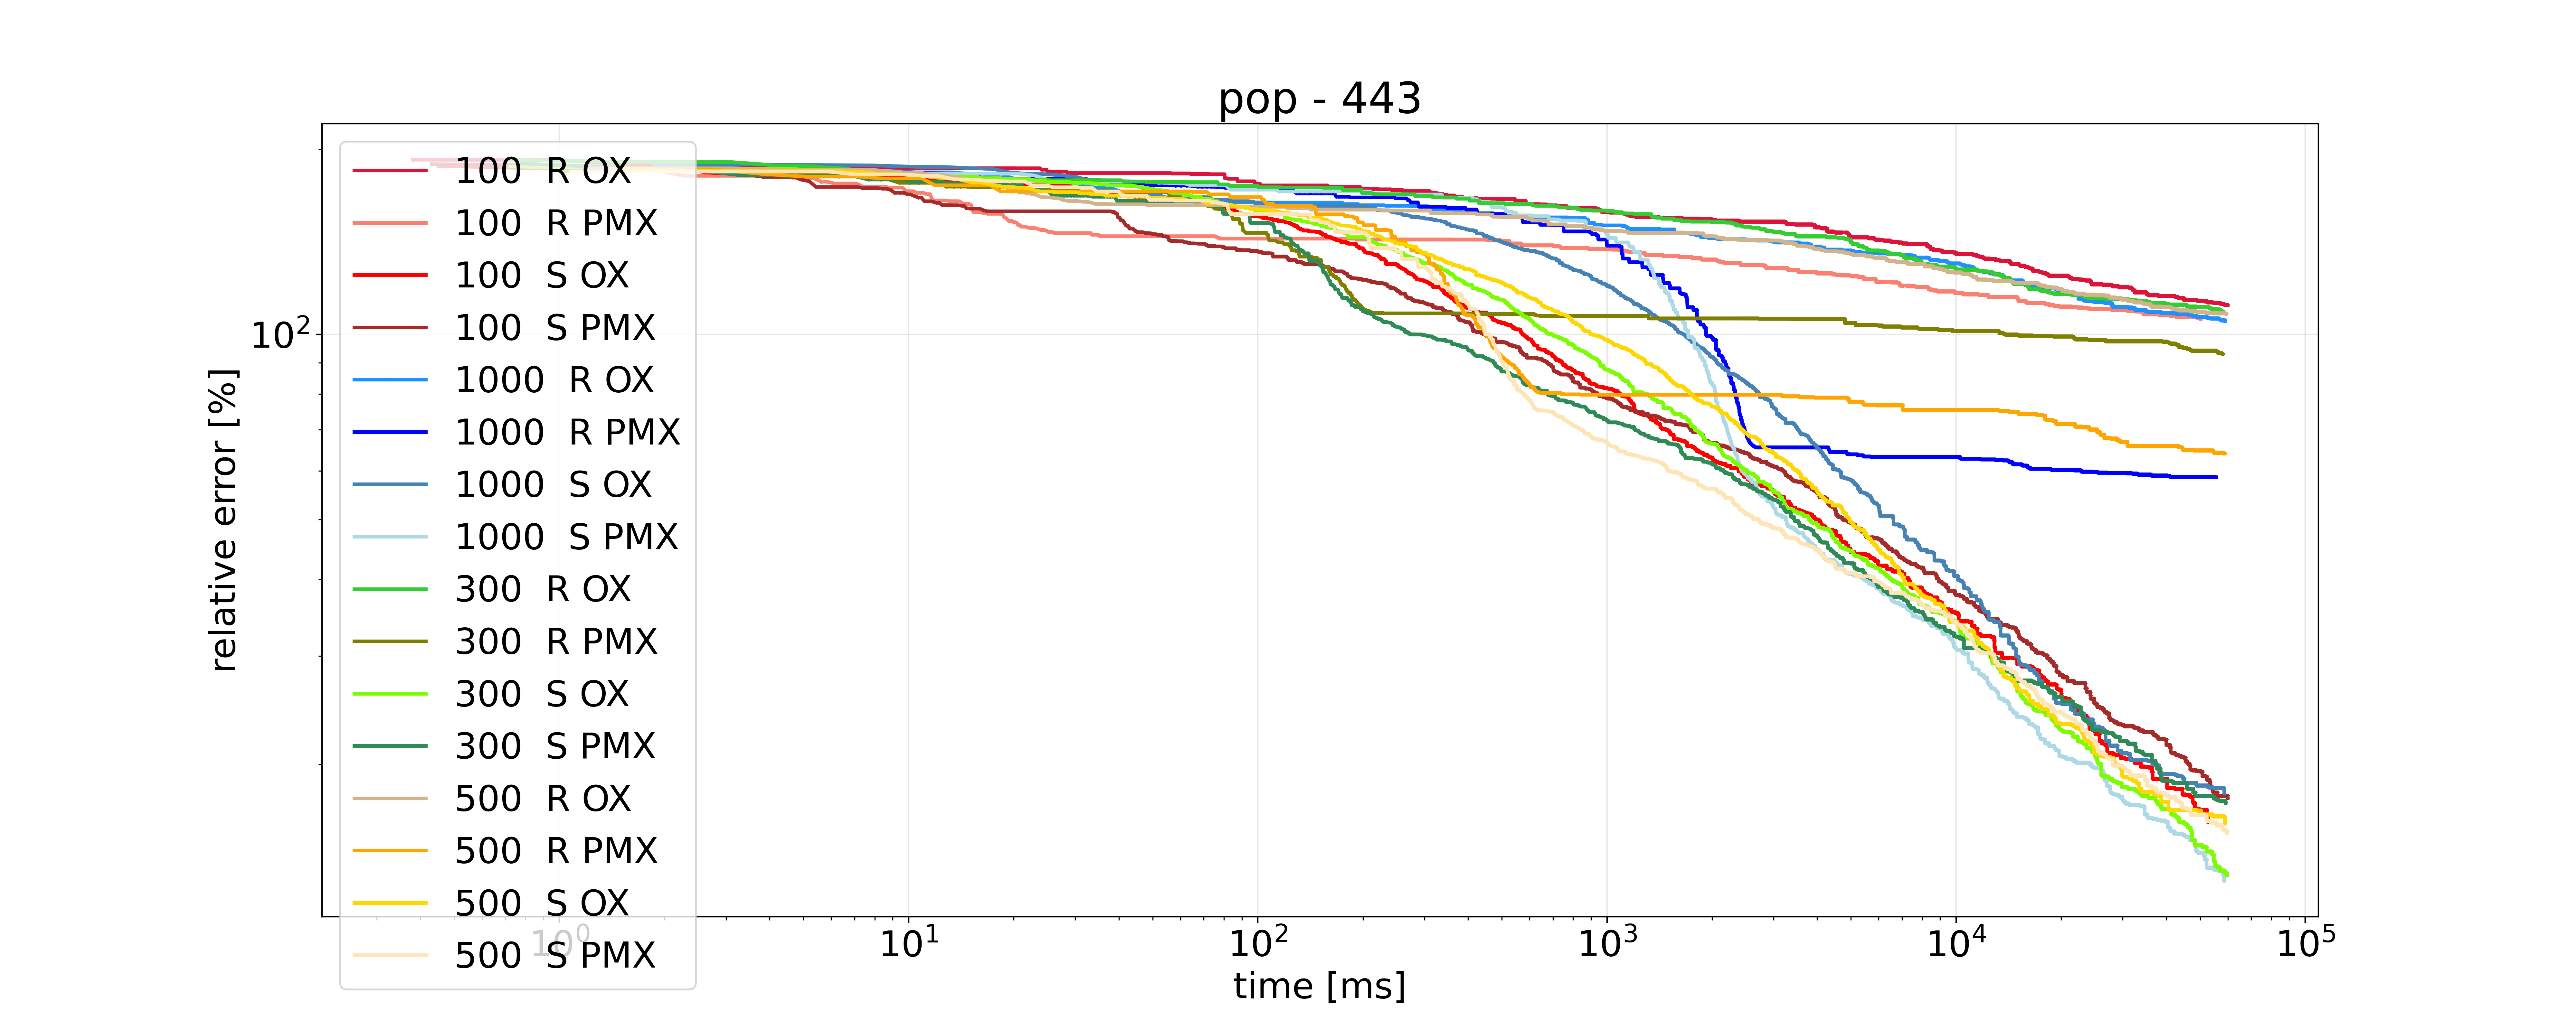 pop - 443
relative error [%]
10²
100 R OX
100 R PMX
100 S OX
100 S PMX
1000 R OX
1000 R PMX
1000 S OX
1000 S PMX
300 R OX
300 R PMX
300 S OX
300 S PMX
500 R OX
500 R PMX
500 S OX
500 S PMX
10⁰ 10¹ 10² 10³ 10⁴ 10⁵
time [ms]